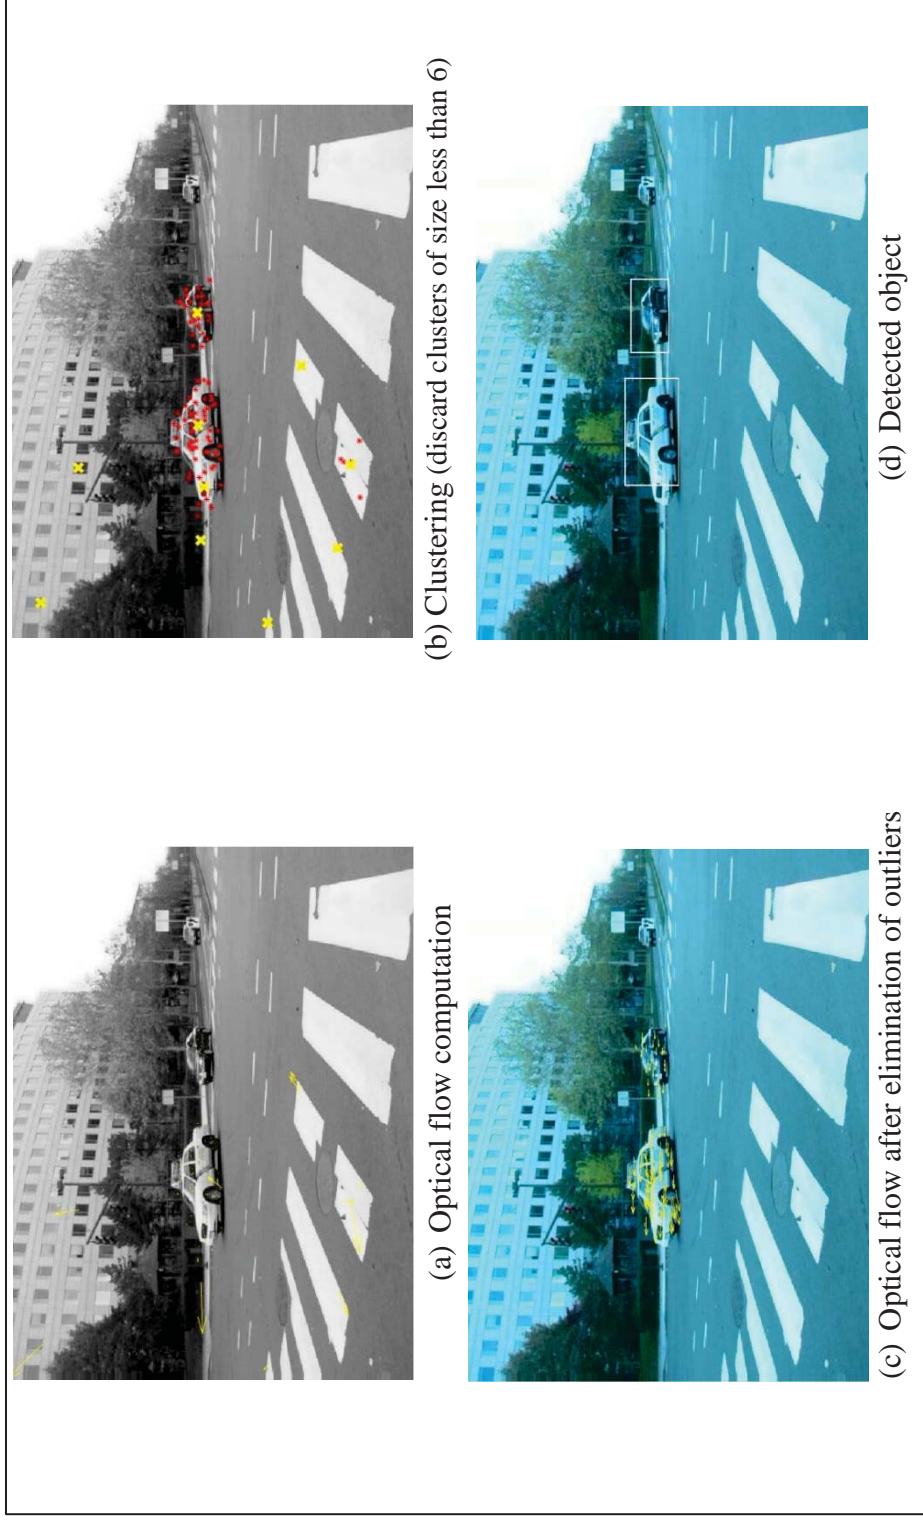 (a) Optical flow computation
(b) Clustering (discard clusters of size less than 6)
(c) Optical flow after elimination of outliers
(d) Detected object